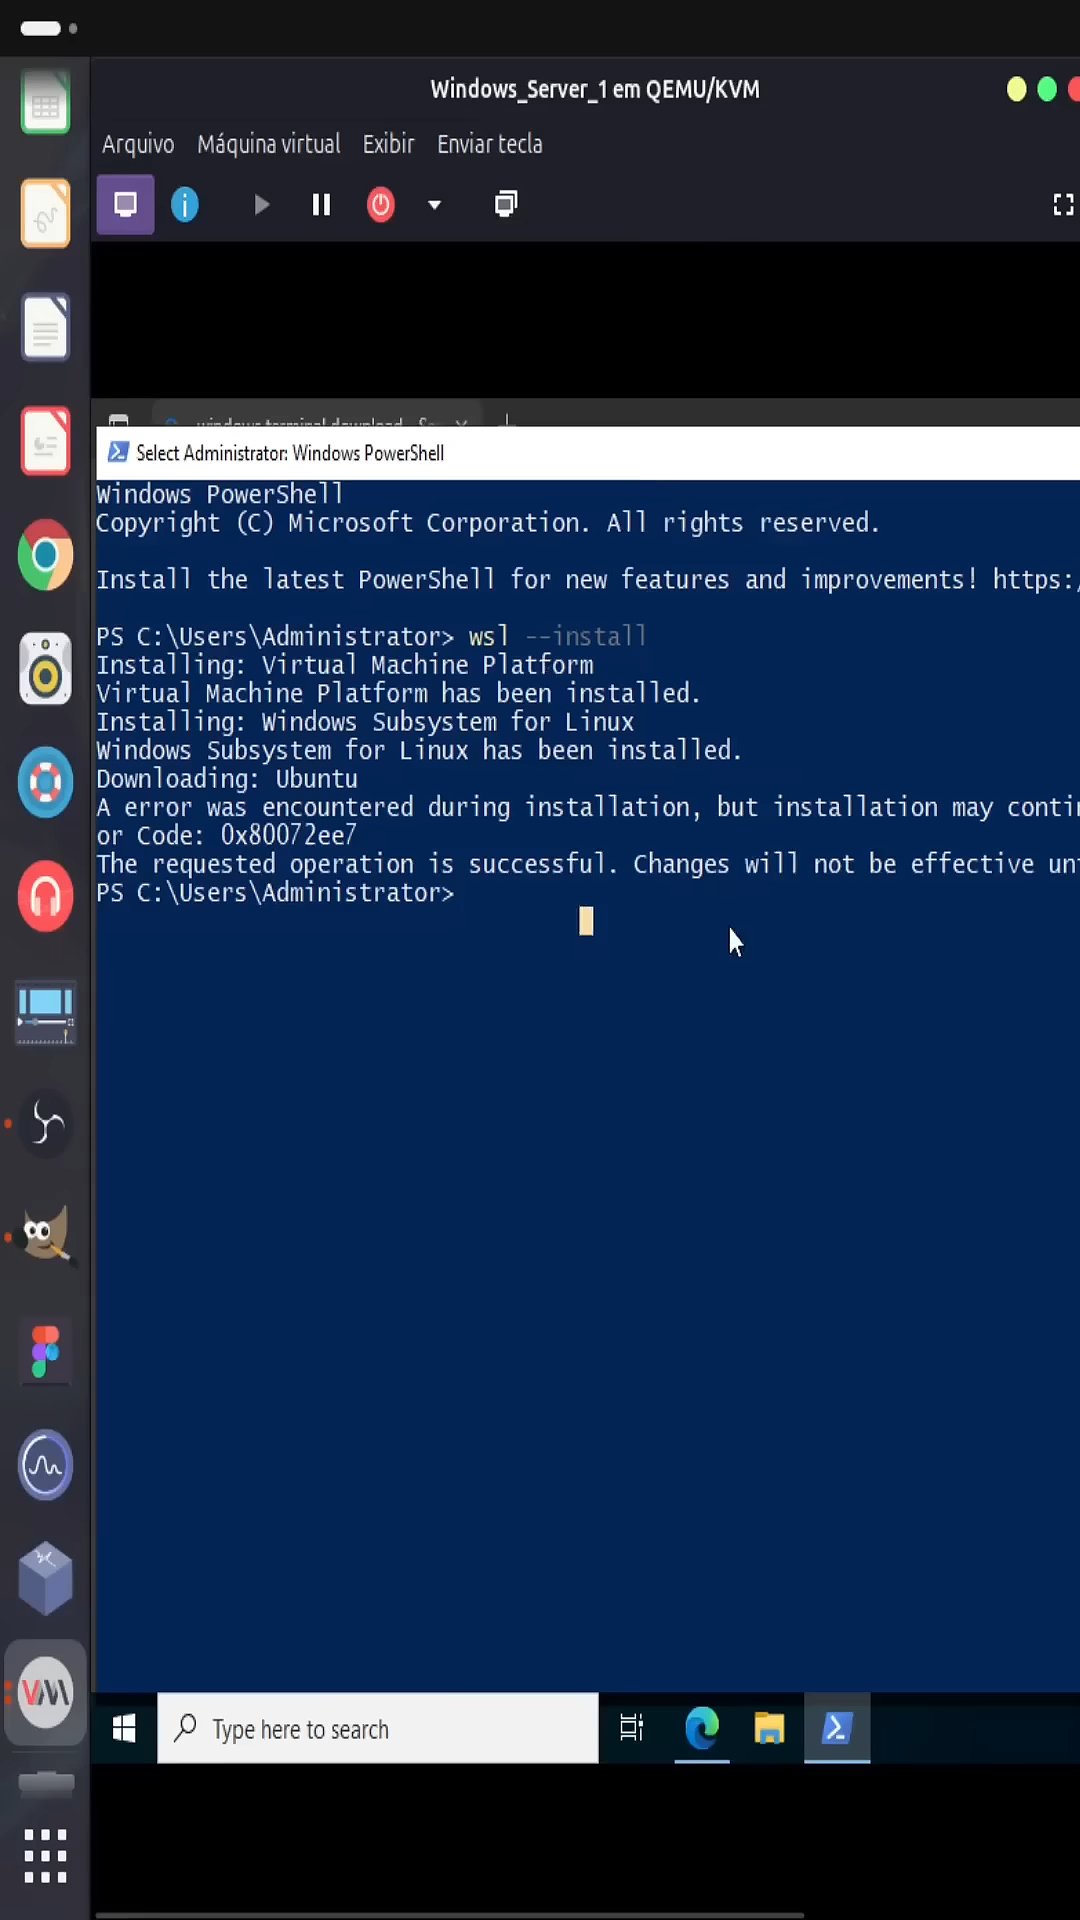 Windows_Server_1 em QEMU/KVM
Arquivo Máquina virtual Exibir Enviar tecla
windows terminal download
Select Administrator: Windows PowerShell
Windows PowerShell
Copyright (C) Microsoft Corporation. All rights reserved.
Install the latest PowerShell for new features and improvements! https:/
PS C:\Users\Administrator> wsl --install
Installing: Virtual Machine Platform
Virtual Machine Platform has been installed.
Installing: Windows Subsystem for Linux
Windows Subsystem for Linux has been installed.
Downloading: Ubuntu
A error was encountered during installation, but installation may conti
or Code: 0x80072ee7
The requested operation is successful. Changes will not be effective un
PS C:\Users\Administrator>
Type here to search